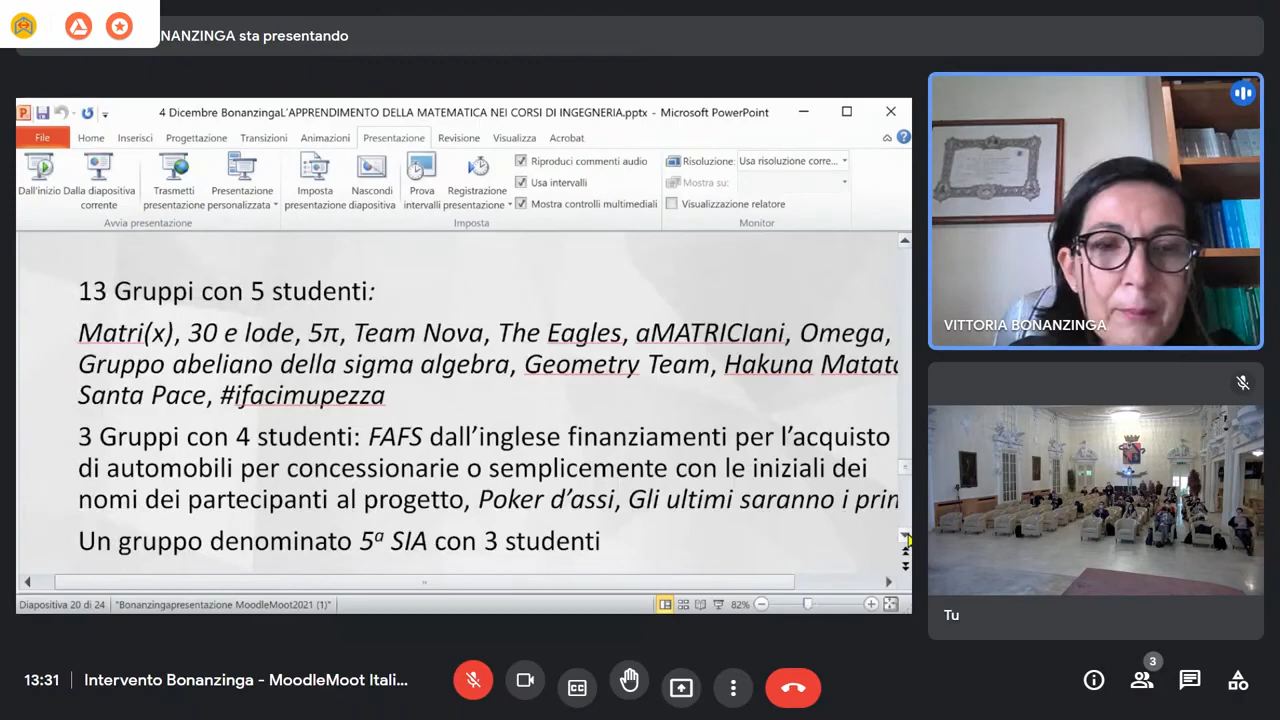 NANZINGA sta presentando
4 Dicembre BonanzingaL'APPRENDIMENTO DELLA MATEMATICA NEI CORSI DI INGEGNERIA.pptx - Microsoft PowerPoint
File Home Inserisci Progettazione Transizioni Animazioni Presentazione Revisione Visualizza Acrobat
Dall'inizio Dalla diapositiva corrente Trasmetti presentazione Presentazione personalizzata Imposta presentazione Nascondi diapositiva Prova intervalli Registrazione presentazione
Riproduci commenti audio
Usa intervalli
Mostra controlli multimediali
Risoluzione: Usa risoluzione corre...
Mostra su:
Visualizzazione relatore
Avvia presentazione Imposta Monitor
13 Gruppi con 5 studenti:
Matri(x), 30 e lode, 5π, Team Nova, The Eagles, aMATRICIani, Omega,
Gruppo abeliano della sigma algebra, Geometry Team, Hakuna Matata
Santa Pace, #ifacimupezza
3 Gruppi con 4 studenti: FAFS dall'inglese finanziamenti per l'acquisto
di automobili per concessionarie o semplicemente con le iniziali dei
nomi dei partecipanti al progetto, Poker d'assi, Gli ultimi saranno i prim
Un gruppo denominato 5ª SIA con 3 studenti
Diapositiva 20 di 24 "Bonanzingapresentazione MoodleMoot2021 (1)" 82%
VITTORIA BONANZINGA
Tu
13:31 Intervento Bonanzinga - MoodleMoot Itali...
CC
3